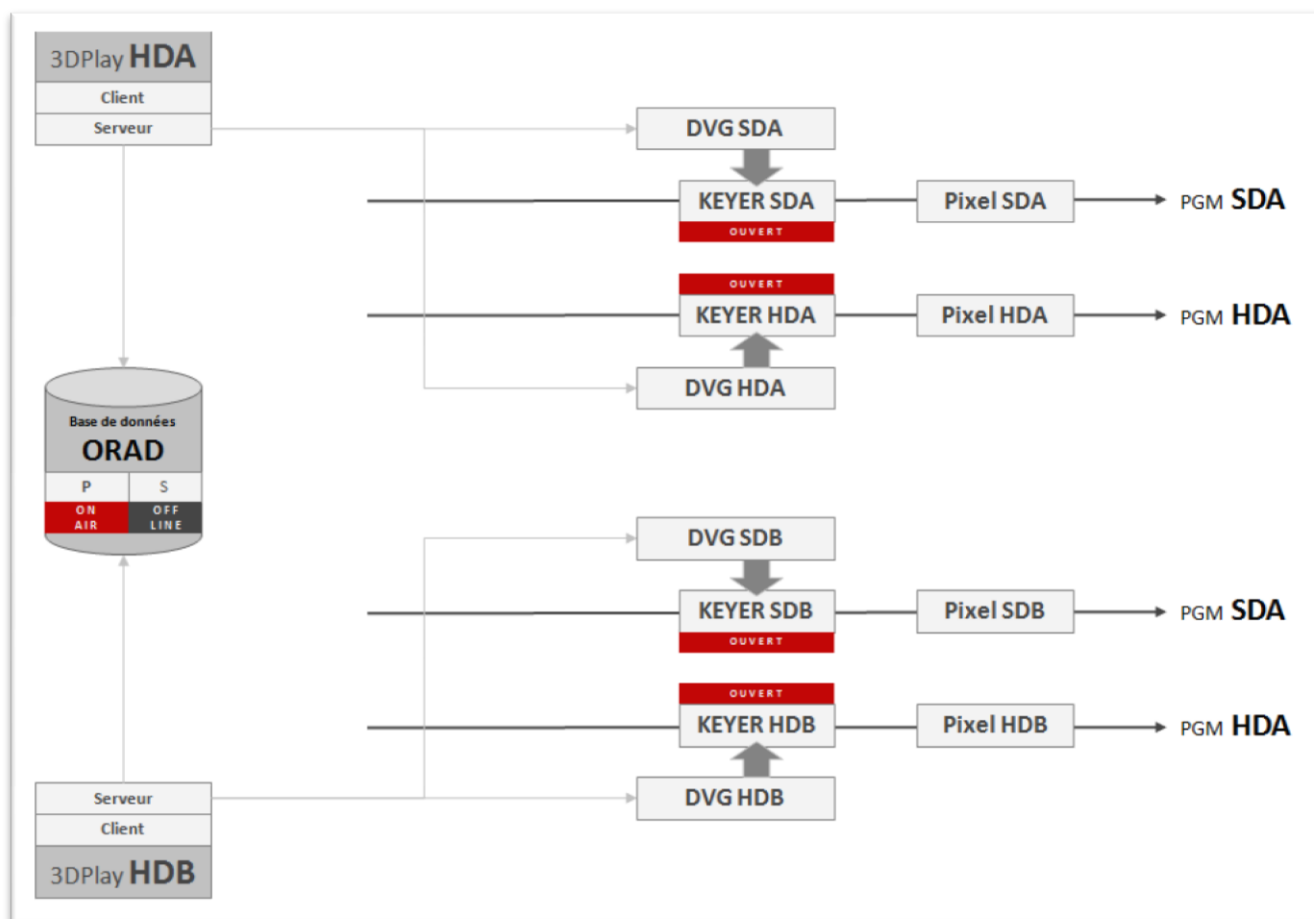 3DPlay HDA
Client
Serveur
DVG SDA
KEYER SDA
OUVERT
Pixel SDA
PGM SDA
OUVERT
KEYER HDA
Pixel HDA
PGM HDA
DVG HDA
Base de données
ORAD
P S
ON AIR
OFF LINE
DVG SDB
KEYER SDB
OUVERT
Pixel SDB
PGM SDA
OUVERT
KEYER HDB
Pixel HDB
PGM HDA
DVG HDB
Serveur
Client
3DPlay HDB